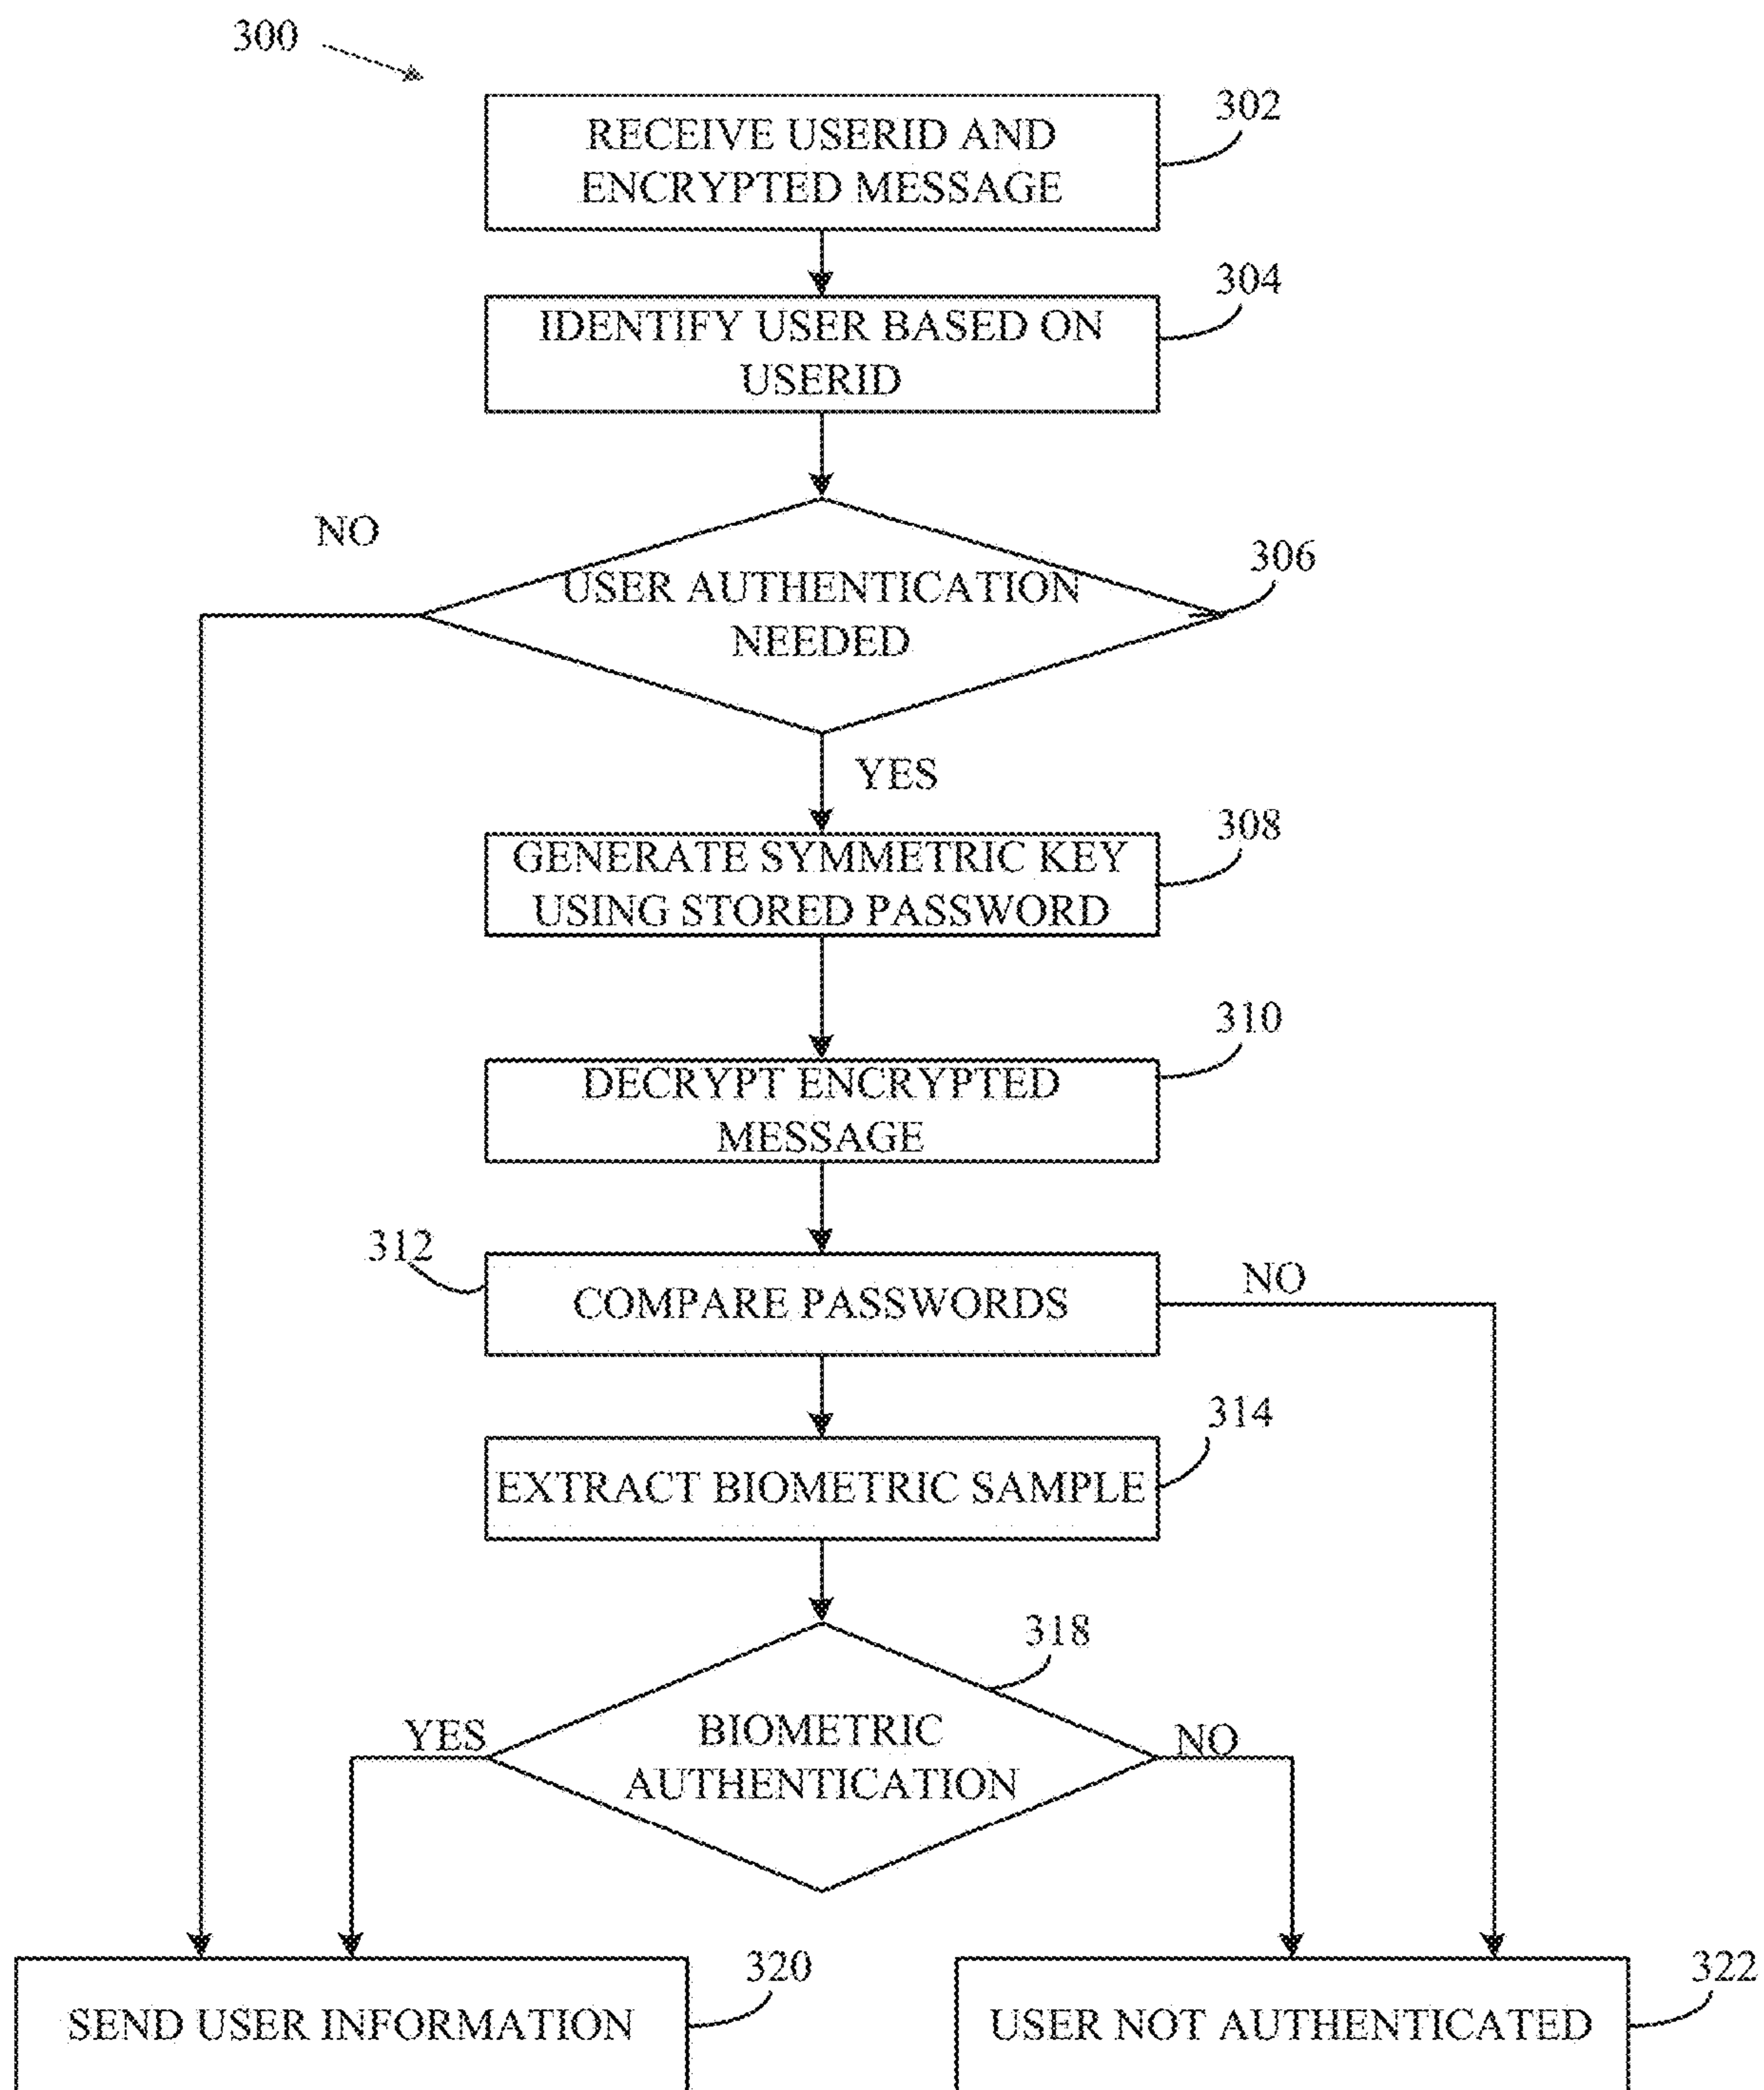 300
302
RECEIVE USERID AND
ENCRYPTED MESSAGE
304
IDENTIFY USER BASED ON
USERID
NO
306
USER AUTHENTICATION
NEEDED
YES
308
GENERATE SYMMETRIC KEY
USING STORED PASSWORD
310
DECRYPT ENCRYPTED
MESSAGE
312
COMPARE PASSWORDS
NO
314
EXTRACT BIOMETRIC SAMPLE
318
YES
BIOMETRIC
AUTHENTICATION
NO
320
SEND USER INFORMATION
322
USER NOT AUTHENTICATED